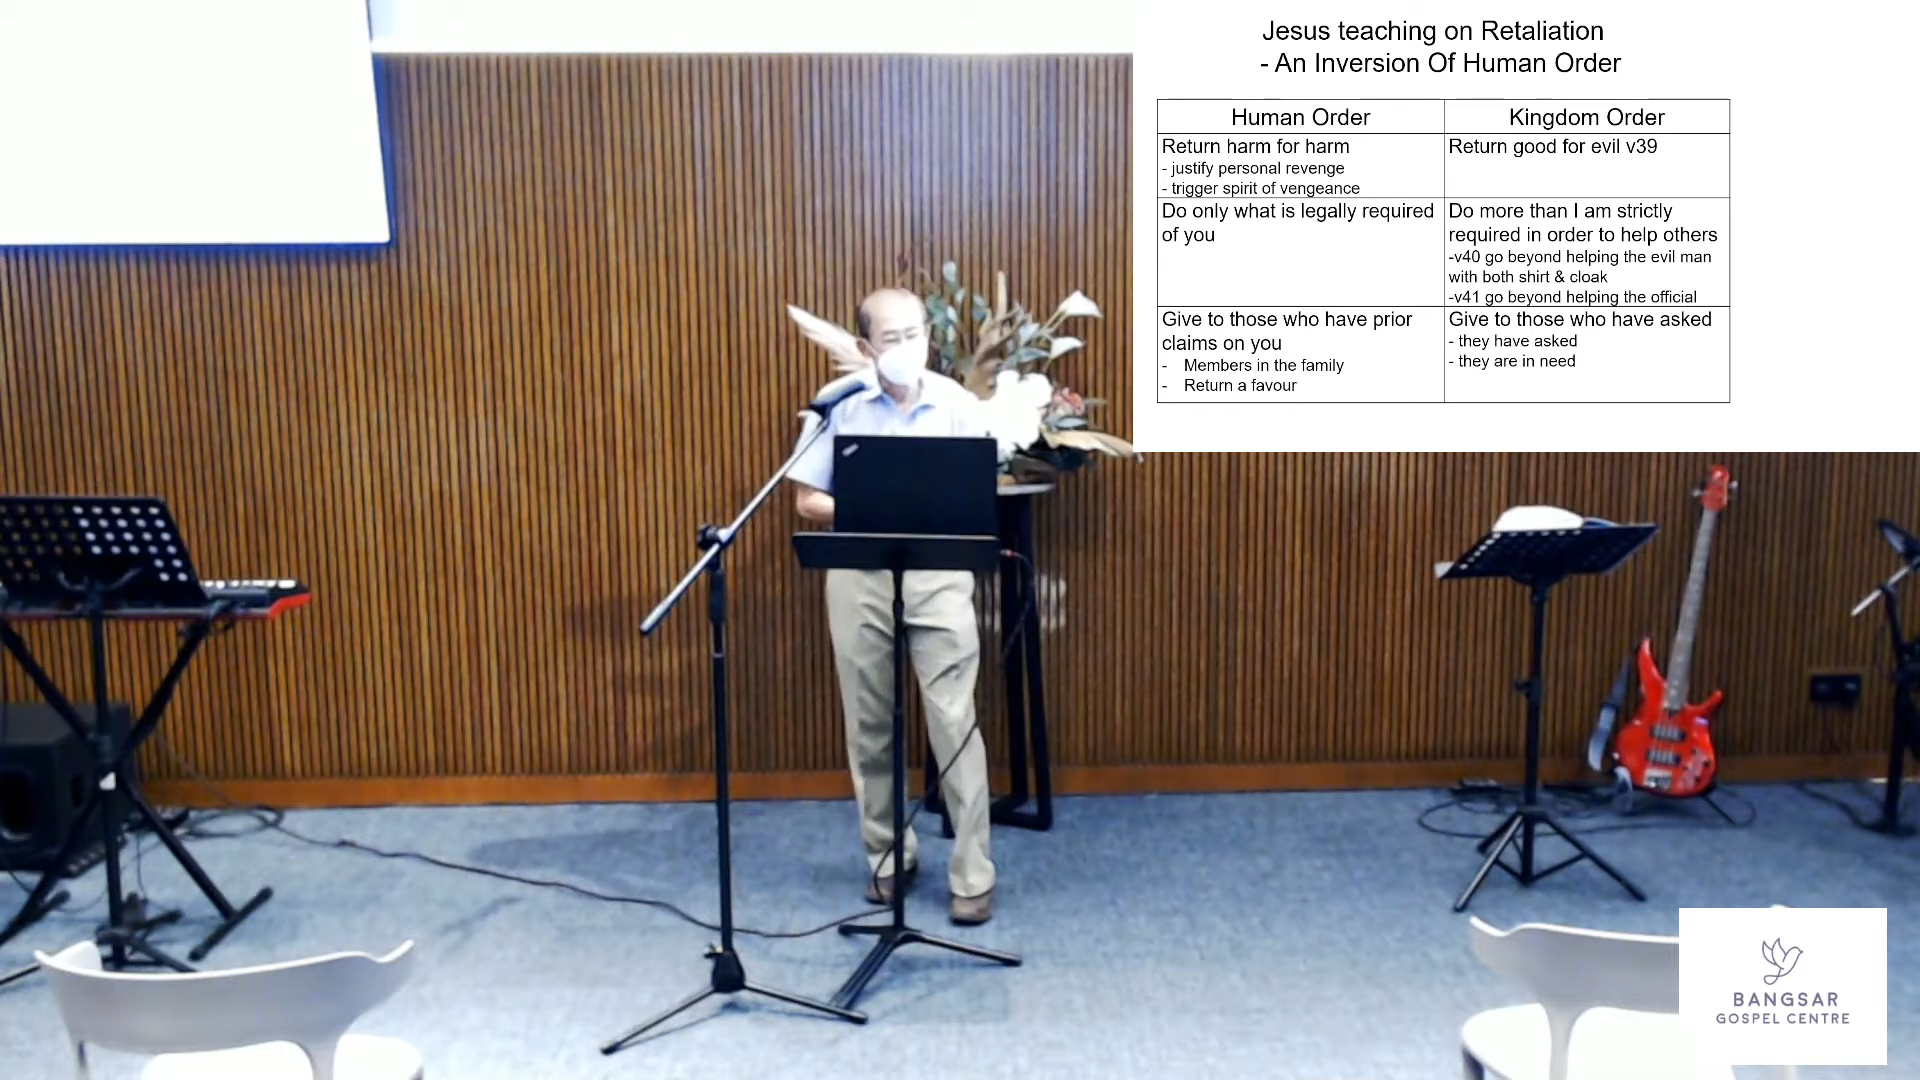 Jesus teaching on Retaliation
- An Inversion Of Human Order
Human Order
Kingdom Order
Return harm for harm
- justify personal revenge
- trigger spirit of vengeance
Return good for evil v39
Do only what is legally required
of you
Do more than I am strictly
required in order to help others
-v40 go beyond helping the evil man
with both shirt & cloak
-v41 go beyond helping the official
Give to those who have prior
claims on you
- Members in the family
- Return a favour
Give to those who have asked
- they have asked
- they are in need
BANGSAR
GOSPEL CENTRE